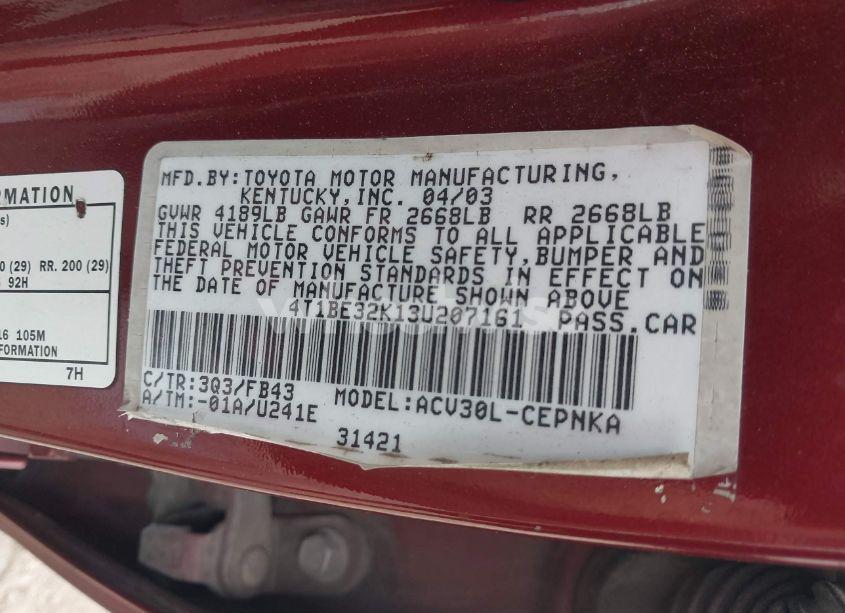 RMATION
s)
0 (29) RR. 200 (29)
92H
16 105M
FORMATION
7H
MFD.BY:TOYOTA MOTOR MANUFACTURING,
KENTUCKY,INC. 04/03
GVWR 4189LB GAWR FR 2668LB RR 2668LB
THIS VEHICLE CONFORMS TO ALL APPLICABLE
FEDERAL MOTOR VEHICLE SAFETY,BUMPER AND
THEFT PREVENTION STANDARDS IN EFFECT ON
THE DATE OF MANUFACTURE SHOWN ABOVE
4T1BE32K13U207161 PASS.CAR
C/TR:3Q3/FB43 MODEL:ACV30L-CEPNKA
A/TM:-01A/U241E
31421